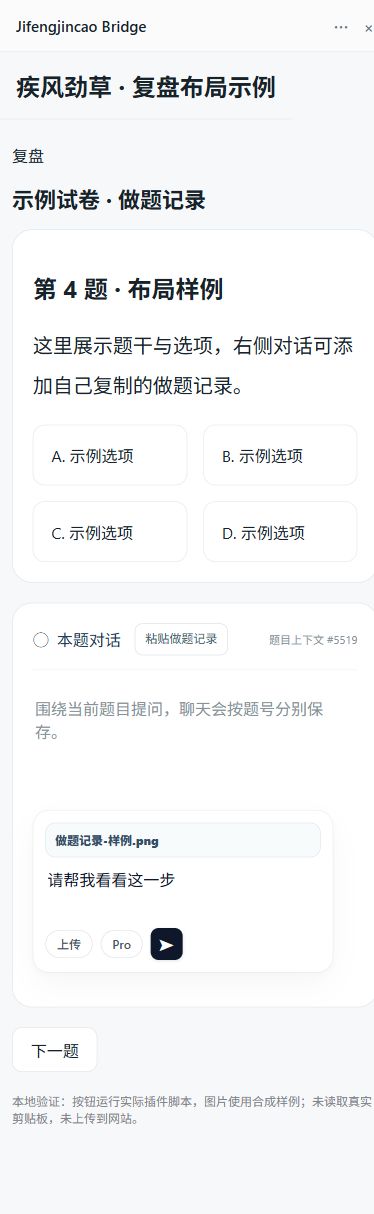 Jifengjincao Bridge
疾风劲草 · 复盘布局示例
复盘
示例试卷 · 做题记录
第 4 题 · 布局样例
这里展示题干与选项，右侧对话可添
加自己复制的做题记录。
A. 示例选项
B. 示例选项
C. 示例选项
D. 示例选项
本题对话
粘贴做题记录
题目上下文 #5519
围绕当前题目提问，聊天会按题号分别保
存。
做题记录-样例.png
请帮我看看这一步
上传
Pro
下一题
本地验证：按钮运行实际插件脚本，图片使用合成样例；未读取真实
剪贴板，未上传到网站。